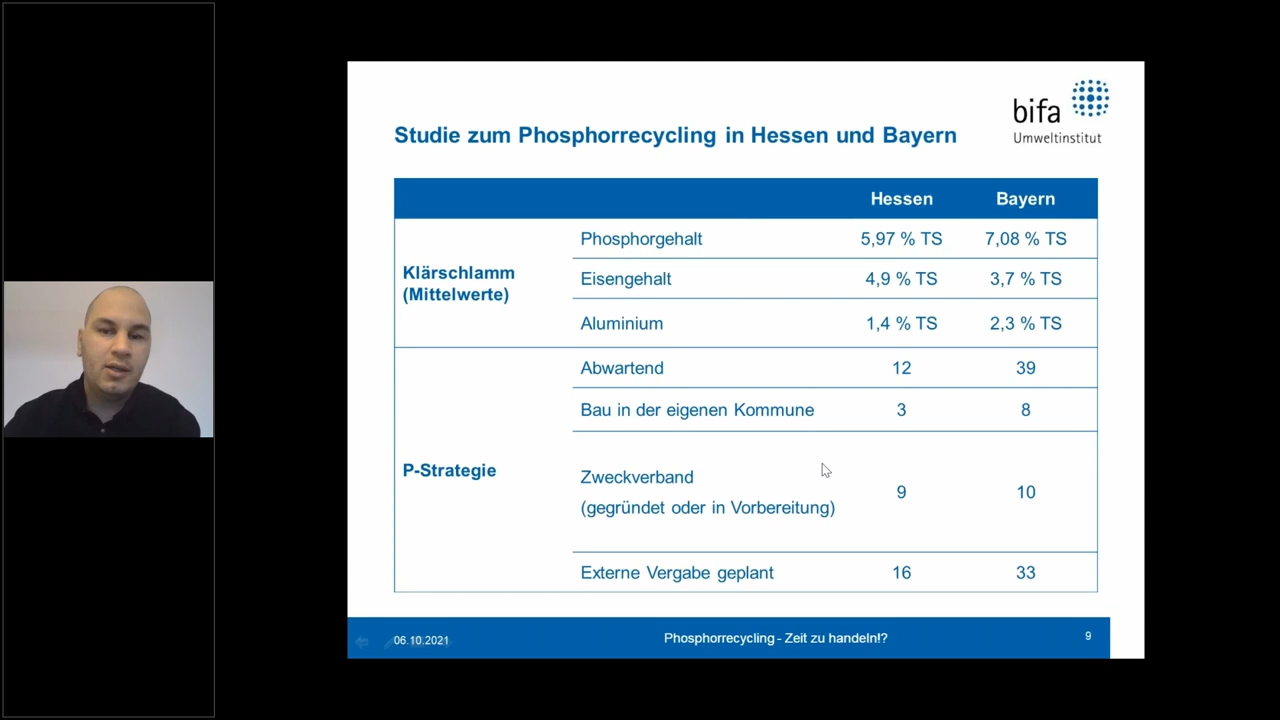 bifa
Umweltinstitut
Studie zum Phosphorrecycling in Hessen und Bayern
Hessen Bayern
Klärschlamm
(Mittelwerte)
Phosphorgehalt 5,97 % TS 7,08 % TS
Eisengehalt 4,9 % TS 3,7 % TS
Aluminium 1,4 % TS 2,3 % TS
P-Strategie
Abwartend 12 39
Bau in der eigenen Kommune 3 8
Zweckverband
(gegründet oder in Vorbereitung) 9 10
Externe Vergabe geplant 16 33
06.10.2021 Phosphorrecycling - Zeit zu handeln!? 9